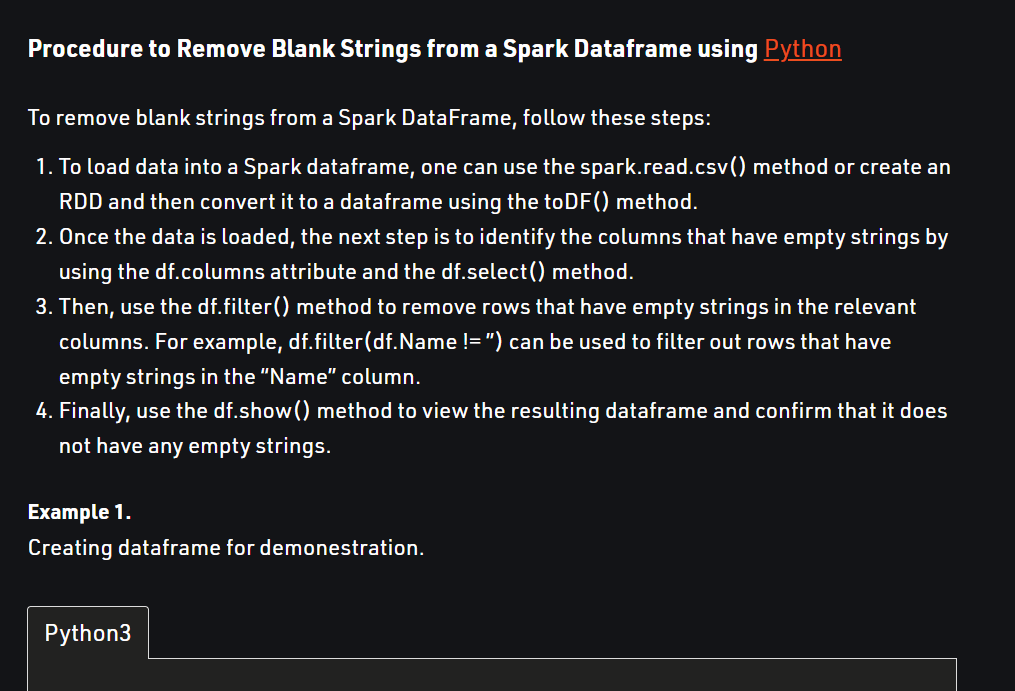 Procedure to Remove Blank Strings from a Spark Dataframe using Python
To remove blank strings from a Spark DataFrame, follow these steps:
1. To load data into a Spark dataframe, one can use the spark.read.csv() method or create an
RDD and then convert it to a dataframe using the toDF() method.
2. Once the data is loaded, the next step is to identify the columns that have empty strings by
using the df.columns attribute and the df.select() method.
3. Then, use the df.filter() method to remove rows that have empty strings in the relevant
columns. For example, df.filter(df.Name != ”) can be used to filter out rows that have
empty strings in the “Name” column.
4. Finally, use the df.show() method to view the resulting dataframe and confirm that it does
not have any empty strings.
Example 1.
Creating dataframe for demonestration.
Python3